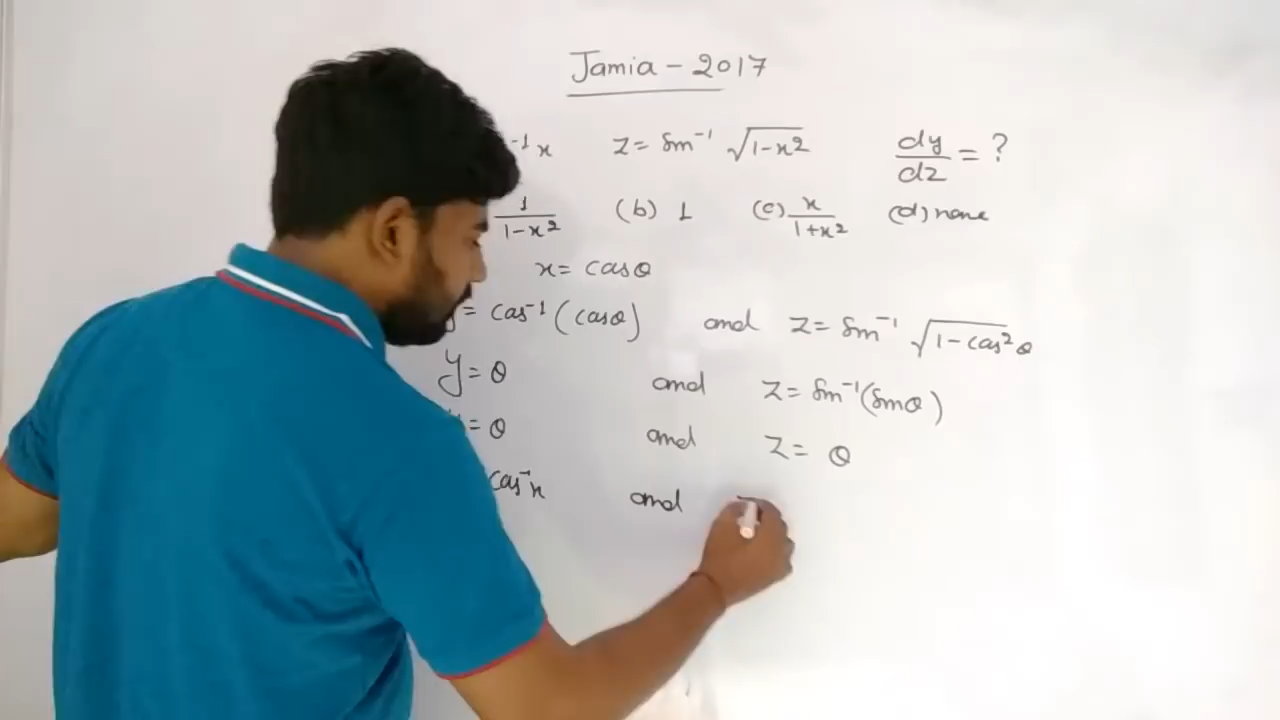 Jamia - 2017
⁻¹x z = sin⁻¹ √1-x² dy/dz = ?
1/1-x² (b) 1 (c) x/1+x² (d) none
x = cosθ
y = cos⁻¹(cosθ) and z = sin⁻¹ √1-cos²θ
y = θ and z = sin⁻¹(sinθ)
= θ and z = θ
cos⁻¹x and